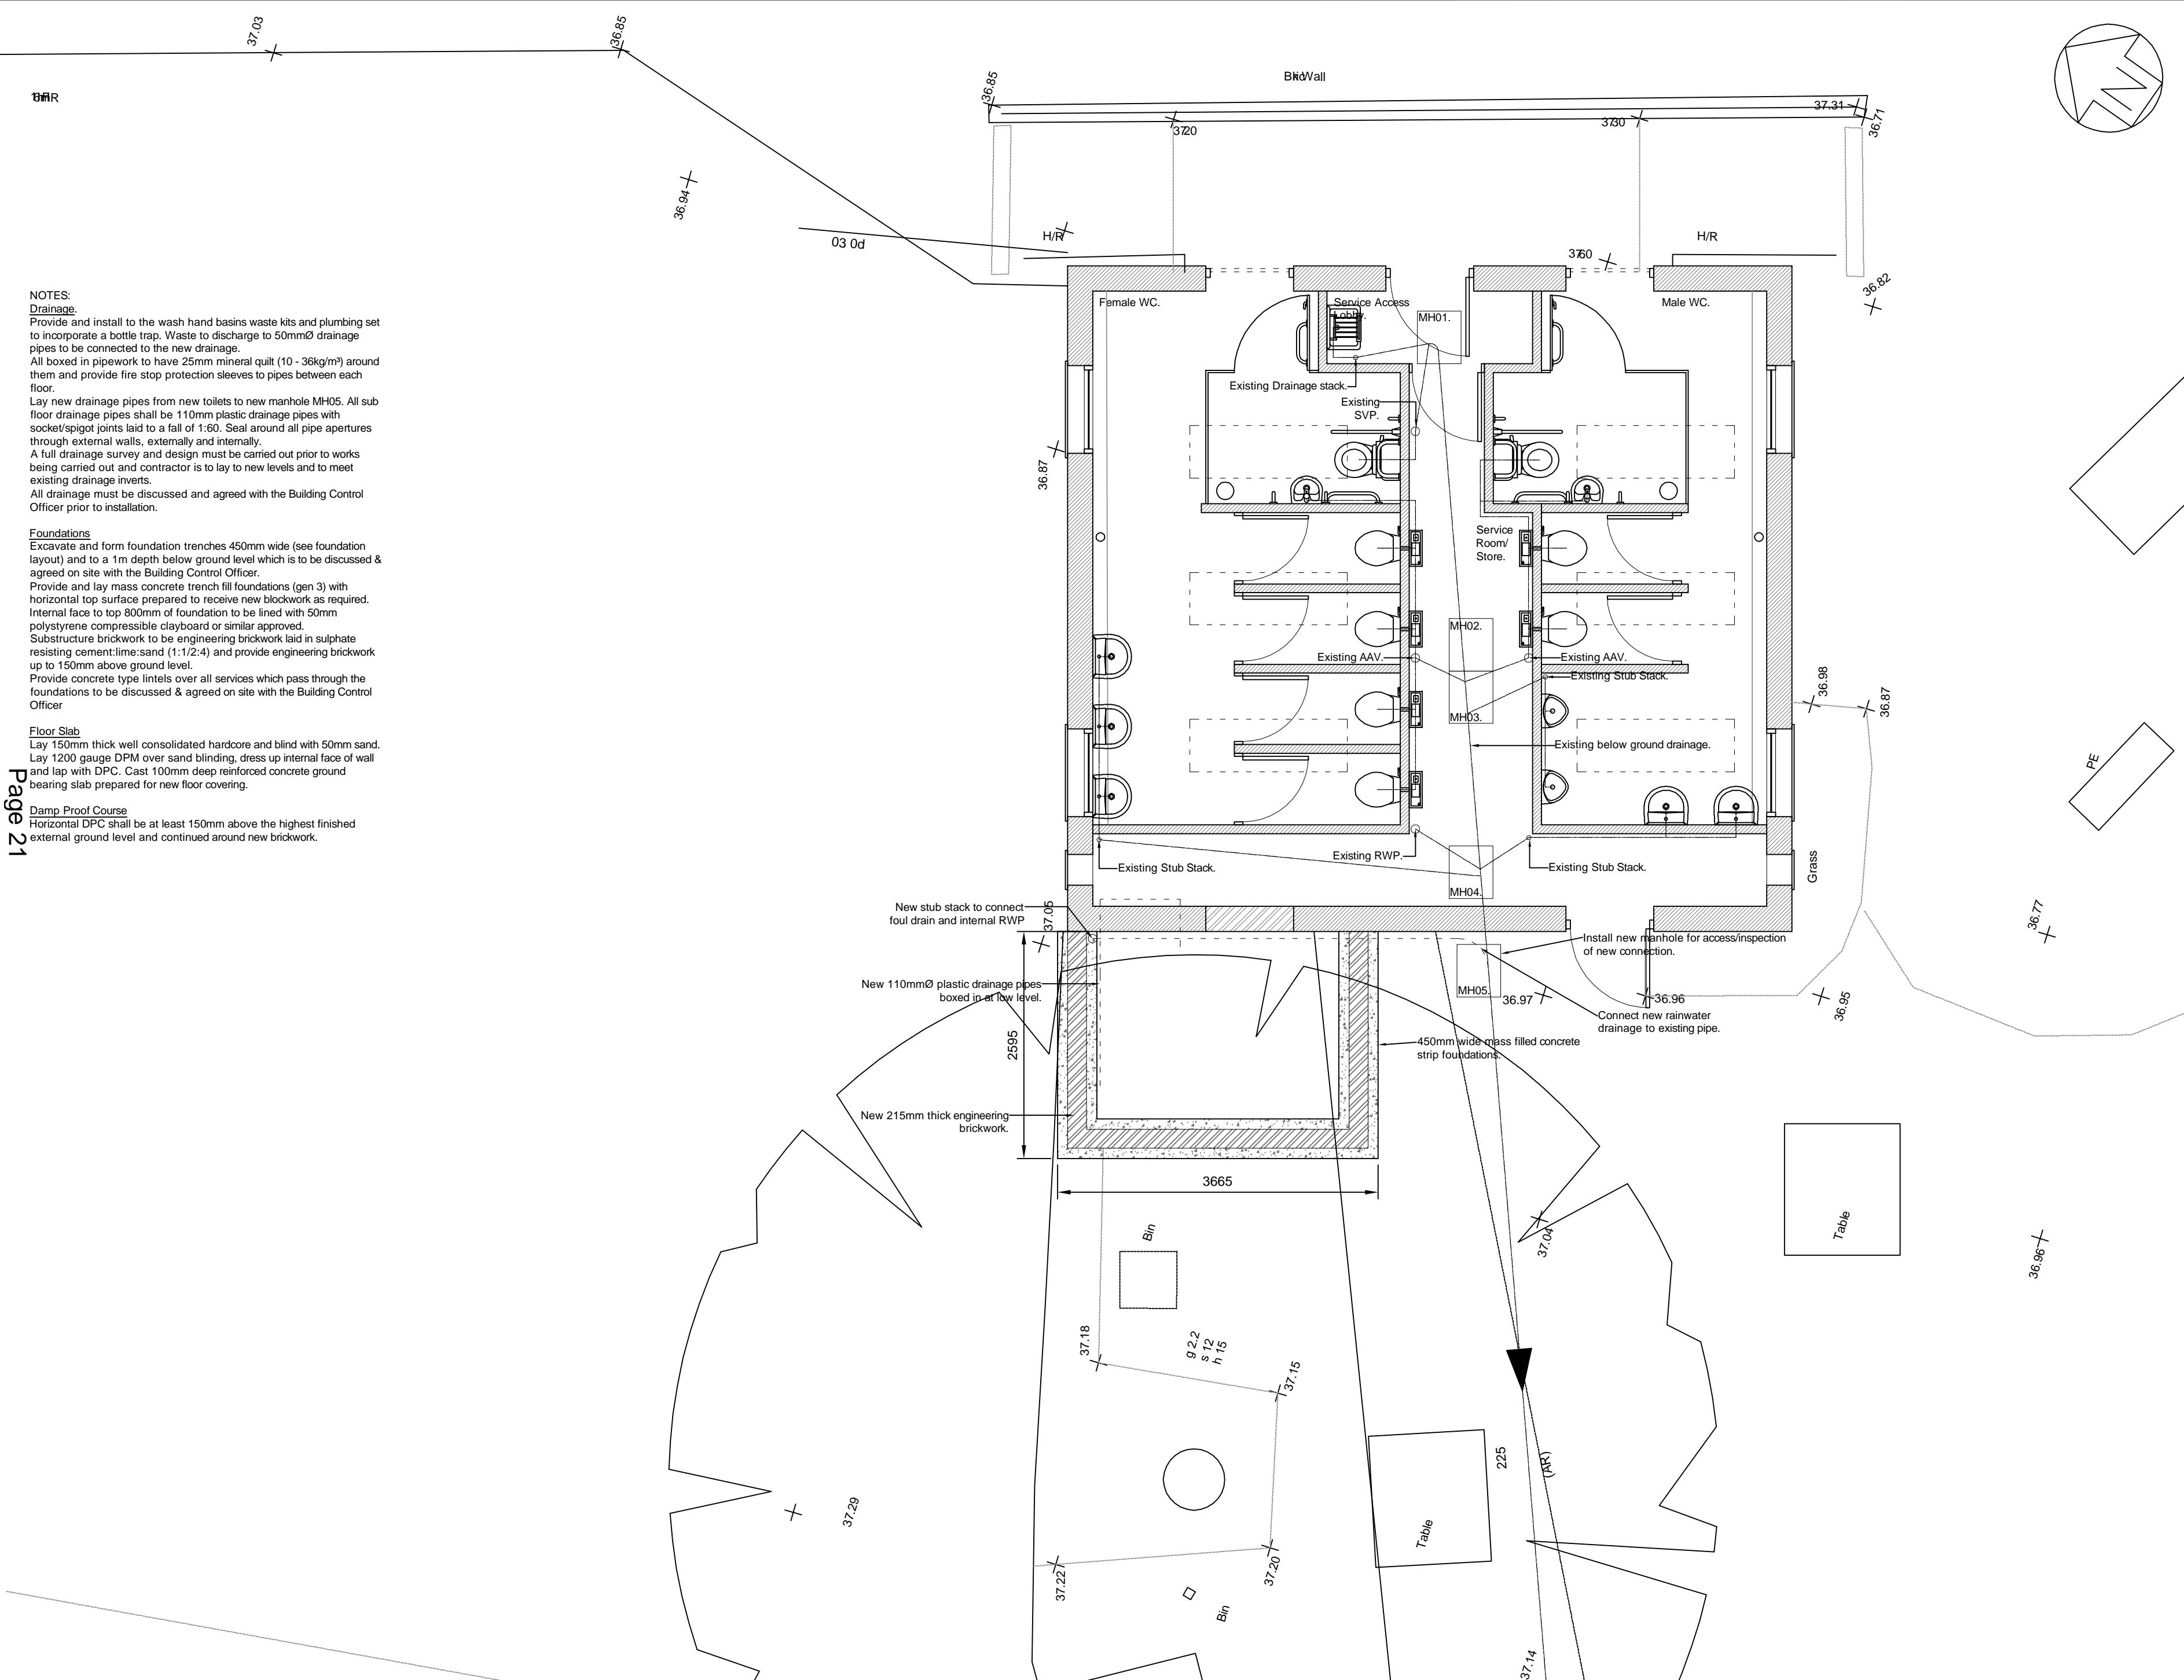 37.03
36.85
36.85
37.31
36.71
36.94
03 0d
H/R
H/R
36.82
NOTES:
Drainage.
Provide and install to the wash hand basins waste kits and plumbing set
to incorporate a bottle trap. Waste to discharge to 50mmØ drainage
pipes to be connected to the new drainage.
All boxed in pipework to have 25mm mineral quilt (10 - 36kg/m³) around
them and provide fire stop protection sleeves to pipes between each
floor.
Lay new drainage pipes from new toilets to new manhole MH05. All sub
floor drainage pipes shall be 110mm plastic drainage pipes with
socket/spigot joints laid to a fall of 1:60. Seal around all pipe apertures
through external walls, externally and internally.
A full drainage survey and design must be carried out prior to works
being carried out and contractor is to lay to new levels and to meet
existing drainage inverts.
All drainage must be discussed and agreed with the Building Control
Officer prior to installation.
Foundations
Excavate and form foundation trenches 450mm wide (see foundation
layout) and to a 1m depth below ground level which is to be discussed &
agreed on site with the Building Control Officer.
Provide and lay mass concrete trench fill foundations (gen 3) with
horizontal top surface prepared to receive new blockwork as required.
Internal face to top 800mm of foundation to be lined with 50mm
polystyrene compressible clayboard or similar approved.
Substructure brickwork to be engineering brickwork laid in sulphate
resisting cement:lime:sand (1:1/2:4) and provide engineering brickwork
up to 150mm above ground level.
Provide concrete type lintels over all services which pass through the
foundations to be discussed & agreed on site with the Building Control
Officer
Floor Slab
Lay 150mm thick well consolidated hardcore and blind with 50mm sand.
Lay 1200 gauge DPM over sand blinding, dress up internal face of wall
and lap with DPC. Cast 100mm deep reinforced concrete ground
bearing slab prepared for new floor covering.
Damp Proof Course
Horizontal DPC shall be at least 150mm above the highest finished
external ground level and continued around new brickwork.
Page 21
Female WC.
Service Access
Lobby.
MH01.
Male WC.
Existing Drainage stack.
Existing
SVP.
36.87
Service
Room/
Store.
MH02.
Existing AAV.
Existing AAV.
Existing Stub Stack.
MH03.
Existing below ground drainage.
36.98
36.87
PE
Existing RWP.
Existing Stub Stack.
Existing Stub Stack.
MH04.
Grass
New stub stack to connect
foul drain and internal RWP
37.05
Install new manhole for access/inspection
of new connection.
36.77
New 110mmØ plastic drainage pipes
boxed in at low level.
MH05.
36.97
36.96
36.95
Connect new rainwater
drainage to existing pipe.
450mm wide mass filled concrete
strip foundations.
2595
New 215mm thick engineering
brickwork.
3665
Bin
37.04
Table
36.96
37.18
g 2.2
s 12
h 15
37.15
225
(AR)
37.29
Table
37.22
37.20
Bin
37.14